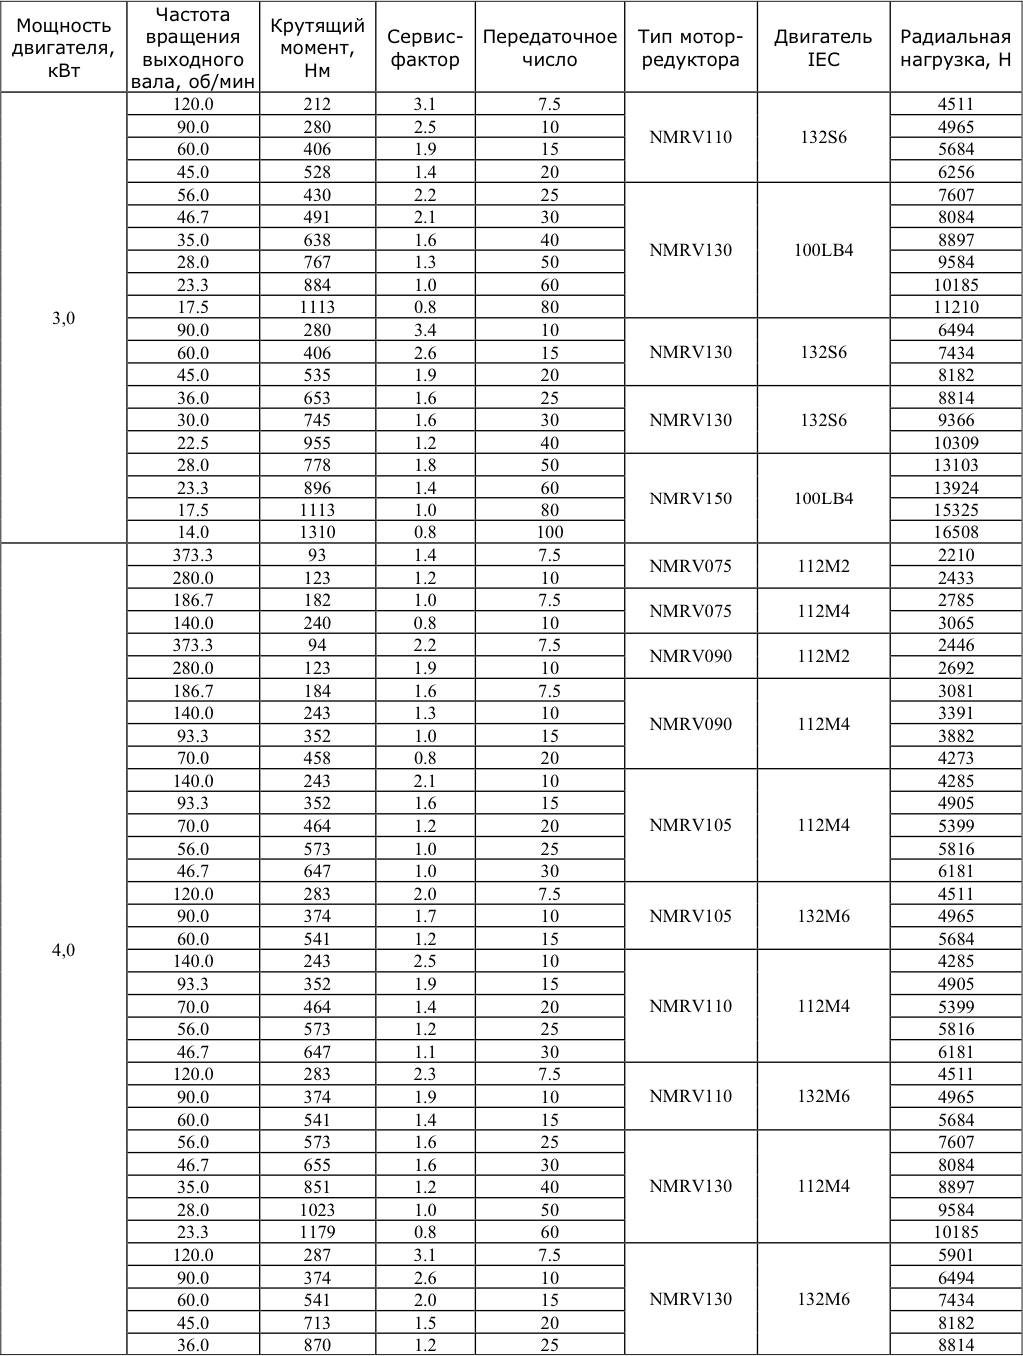 Мощность двигателя, кВт | Частота вращения выходного вала, об/мин | Крутящий момент, Нм | Сервис-фактор | Передаточное число | Тип мотор-редуктора | Двигатель IEC | Радиальная нагрузка, Н
3,0 | 120.0 | 212 | 3.1 | 7.5 | NMRV110 | 132S6 | 4511
90.0 | 280 | 2.5 | 10 | 4965
60.0 | 406 | 1.9 | 15 | 5684
45.0 | 528 | 1.4 | 20 | 6256
56.0 | 430 | 2.2 | 25 | NMRV130 | 100LB4 | 7607
46.7 | 491 | 2.1 | 30 | 8084
35.0 | 638 | 1.6 | 40 | 8897
28.0 | 767 | 1.3 | 50 | 9584
23.3 | 884 | 1.0 | 60 | 10185
17.5 | 1113 | 0.8 | 80 | 11210
90.0 | 280 | 3.4 | 10 | NMRV130 | 132S6 | 6494
60.0 | 406 | 2.6 | 15 | 7434
45.0 | 535 | 1.9 | 20 | 8182
36.0 | 653 | 1.6 | 25 | NMRV130 | 132S6 | 8814
30.0 | 745 | 1.6 | 30 | 9366
22.5 | 955 | 1.2 | 40 | 10309
28.0 | 778 | 1.8 | 50 | NMRV150 | 100LB4 | 13103
23.3 | 896 | 1.4 | 60 | 13924
17.5 | 1113 | 1.0 | 80 | 15325
14.0 | 1310 | 0.8 | 100 | 16508
4,0 | 373.3 | 93 | 1.4 | 7.5 | NMRV075 | 112M2 | 2210
280.0 | 123 | 1.2 | 10 | 2433
186.7 | 182 | 1.0 | 7.5 | NMRV075 | 112M4 | 2785
140.0 | 240 | 0.8 | 10 | 3065
373.3 | 94 | 2.2 | 7.5 | NMRV090 | 112M2 | 2446
280.0 | 123 | 1.9 | 10 | 2692
186.7 | 184 | 1.6 | 7.5 | NMRV090 | 112M4 | 3081
140.0 | 243 | 1.3 | 10 | 3391
93.3 | 352 | 1.0 | 15 | 3882
70.0 | 458 | 0.8 | 20 | 4273
140.0 | 243 | 2.1 | 10 | NMRV105 | 112M4 | 4285
93.3 | 352 | 1.6 | 15 | 4905
70.0 | 464 | 1.2 | 20 | 5399
56.0 | 573 | 1.0 | 25 | 5816
46.7 | 647 | 1.0 | 30 | 6181
120.0 | 283 | 2.0 | 7.5 | NMRV105 | 132M6 | 4511
90.0 | 374 | 1.7 | 10 | 4965
60.0 | 541 | 1.2 | 15 | 5684
140.0 | 243 | 2.5 | 10 | NMRV110 | 112M4 | 4285
93.3 | 352 | 1.9 | 15 | 4905
70.0 | 464 | 1.4 | 20 | 5399
56.0 | 573 | 1.2 | 25 | 5816
46.7 | 647 | 1.1 | 30 | 6181
120.0 | 283 | 2.3 | 7.5 | NMRV110 | 132M6 | 4511
90.0 | 374 | 1.9 | 10 | 4965
60.0 | 541 | 1.4 | 15 | 5684
56.0 | 573 | 1.6 | 25 | NMRV130 | 112M4 | 7607
46.7 | 655 | 1.6 | 30 | 8084
35.0 | 851 | 1.2 | 40 | 8897
28.0 | 1023 | 1.0 | 50 | 9584
23.3 | 1179 | 0.8 | 60 | 10185
120.0 | 287 | 3.1 | 7.5 | NMRV130 | 132M6 | 5901
90.0 | 374 | 2.6 | 10 | 6494
60.0 | 541 | 2.0 | 15 | 7434
45.0 | 713 | 1.5 | 20 | 8182
36.0 | 870 | 1.2 | 25 | 8814